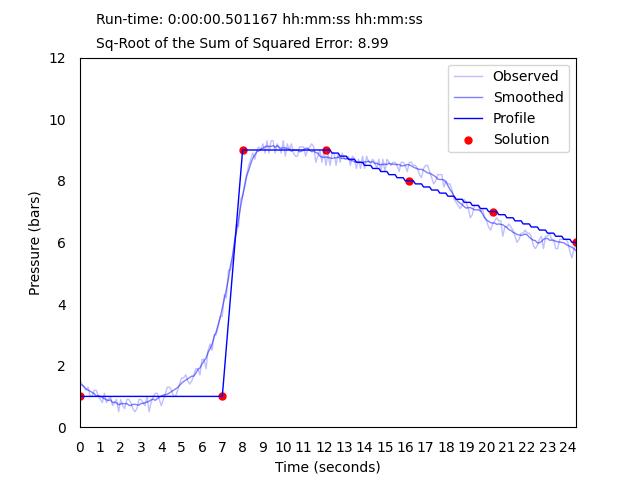 Run-time: 0:00:00.501167 hh:mm:ss hh:mm:ss
Sq-Root of the Sum of Squared Error: 8.99
Observed
Smoothed
Profile
Solution
Pressure (bars)
12
10
8
6
4
2
0
0 1 2 3 4 5 6 7 8 9 10 11 12 13 14 15 16 17 18 19 20 21 22 23 24
Time (seconds)